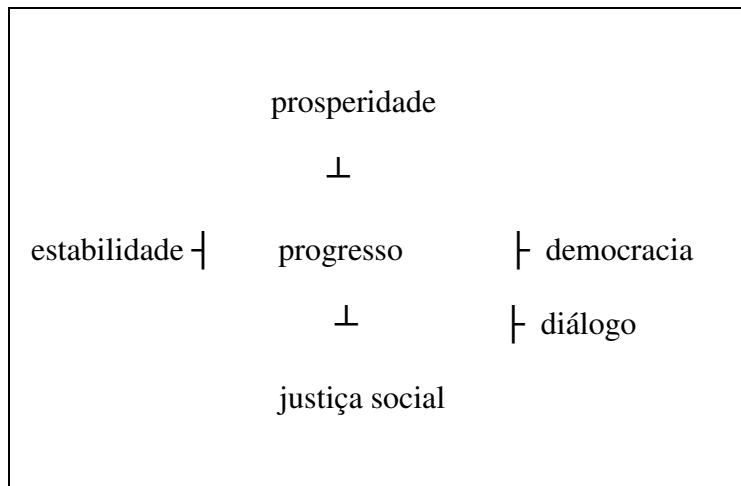 prosperidade
┴
estabilidade ┤ progresso ├ democracia
┴ ├ diálogo
justiça social